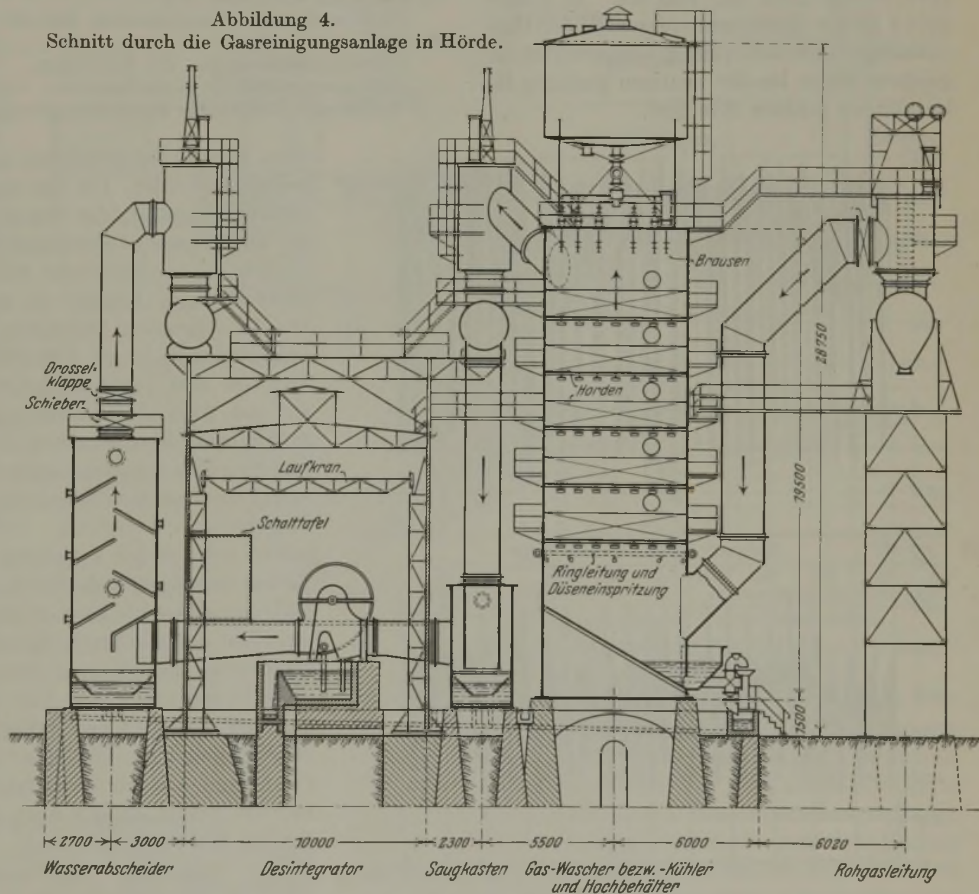 Abbildung 4.
Schnitt durch die Gasreinigungsanlage in Hörde.
Brausen
28750
Drossel-
klappe
Schieber
Horden
Laufkran
19500
Schalttafel
Ringleitung und
Düseneinspritzung
1500
2700 3000 10000 2300 5500 6000 6020
Wasserabscheider Desintegrator Saugkasten Gas-Wascher bezw.-Kühler Rohgasleitung
und Hochbehälter